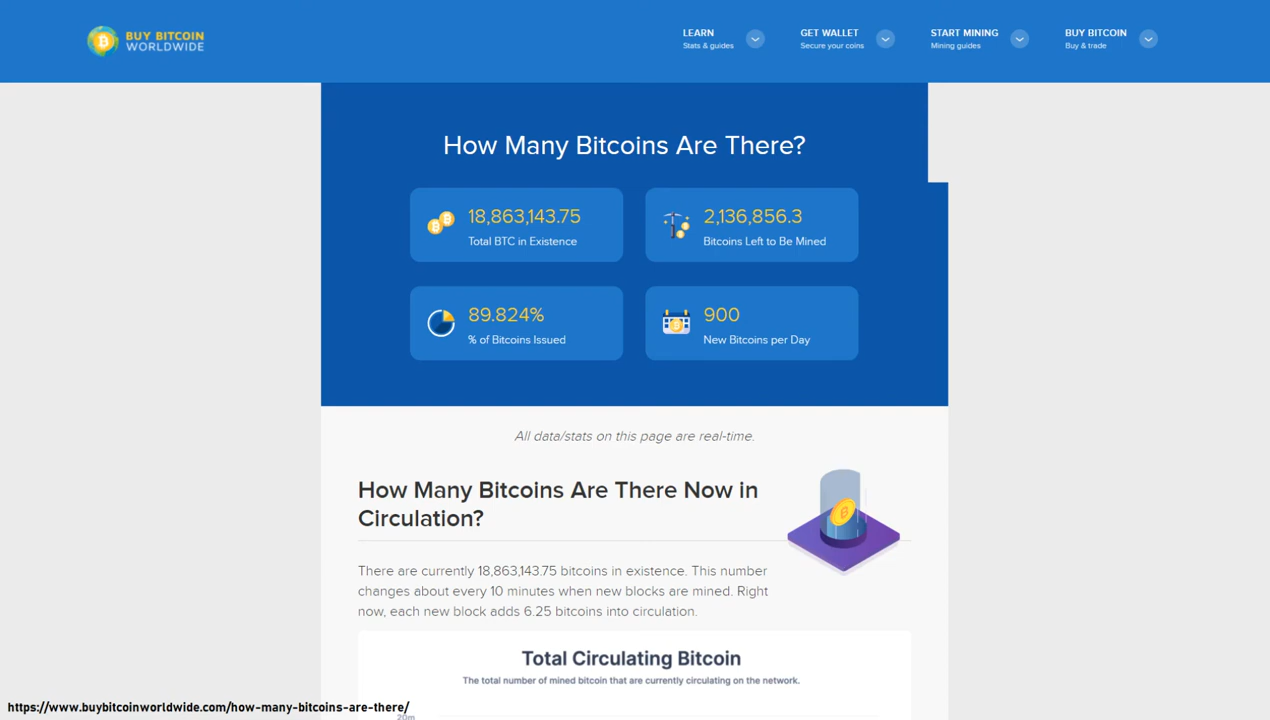 BUY BITCOIN
WORLDWIDE
LEARN
Stats & guides
GET WALLET
Secure your coins
START MINING
Mining guides
BUY BITCOIN
Buy & trade
How Many Bitcoins Are There?
18,863,143.75
Total BTC in Existence
2,136,856.3
Bitcoins Left to Be Mined
89.824%
% of Bitcoins Issued
900
New Bitcoins per Day
All data/stats on this page are real-time.
How Many Bitcoins Are There Now in
Circulation?
There are currently 18,863,143.75 bitcoins in existence. This number
changes about every 10 minutes when new blocks are mined. Right
now, each new block adds 6.25 bitcoins into circulation.
Total Circulating Bitcoin
The total number of mined bitcoin that are currently circulating on the network.
20m
https://www.buybitcoinworldwide.com/how-many-bitcoins-are-there/